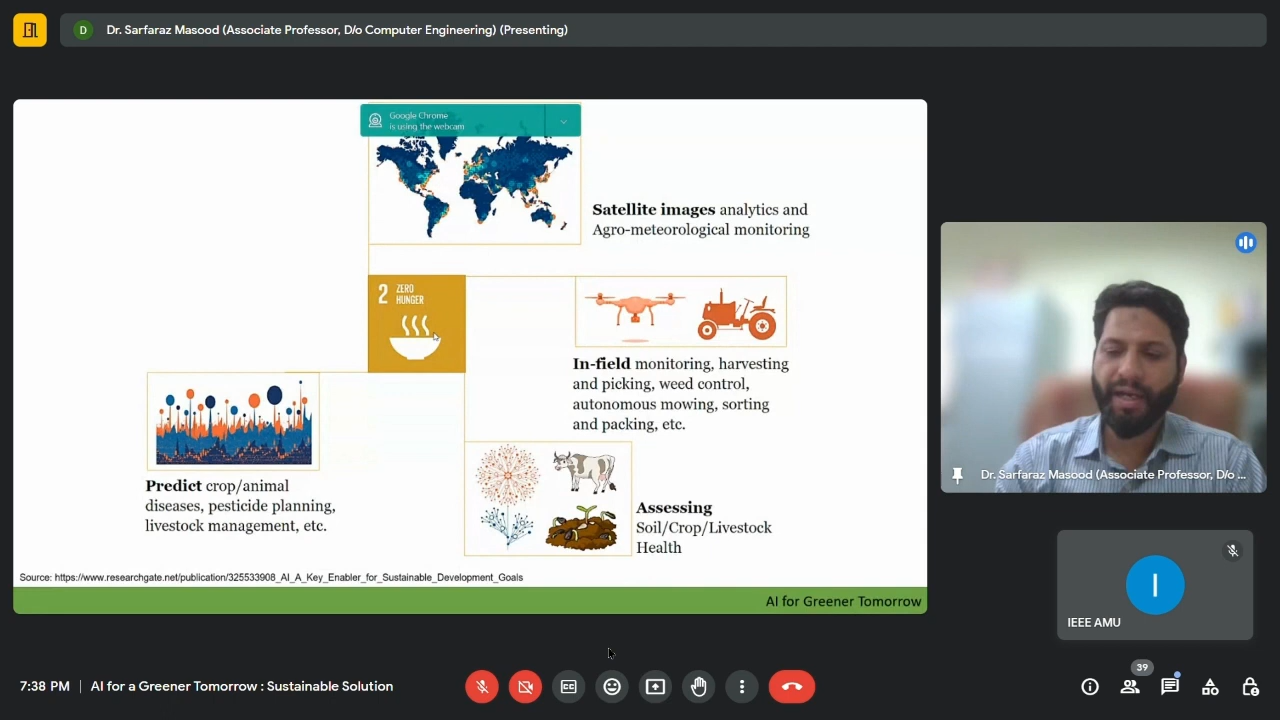 D
Dr. Sarfaraz Masood (Associate Professor, D/o Computer Engineering) (Presenting)
Google Chrome
is using the webcam
Satellite images analytics and
Agro-meteorological monitoring
2 ZERO
HUNGER
In-field monitoring, harvesting
and picking, weed control,
autonomous mowing, sorting
and packing, etc.
Predict crop/animal
diseases, pesticide planning,
livestock management, etc.
Assessing
Soil/Crop/Livestock
Health
Source: https://www.researchgate.net/publication/325533908_AI_A_Key_Enabler_for_Sustainable_Development_Goals
AI for Greener Tomorrow
Dr. Sarfaraz Masood (Associate Professor, D/o ...
I
IEEE AMU
7:38 PM | AI for a Greener Tomorrow : Sustainable Solution
39